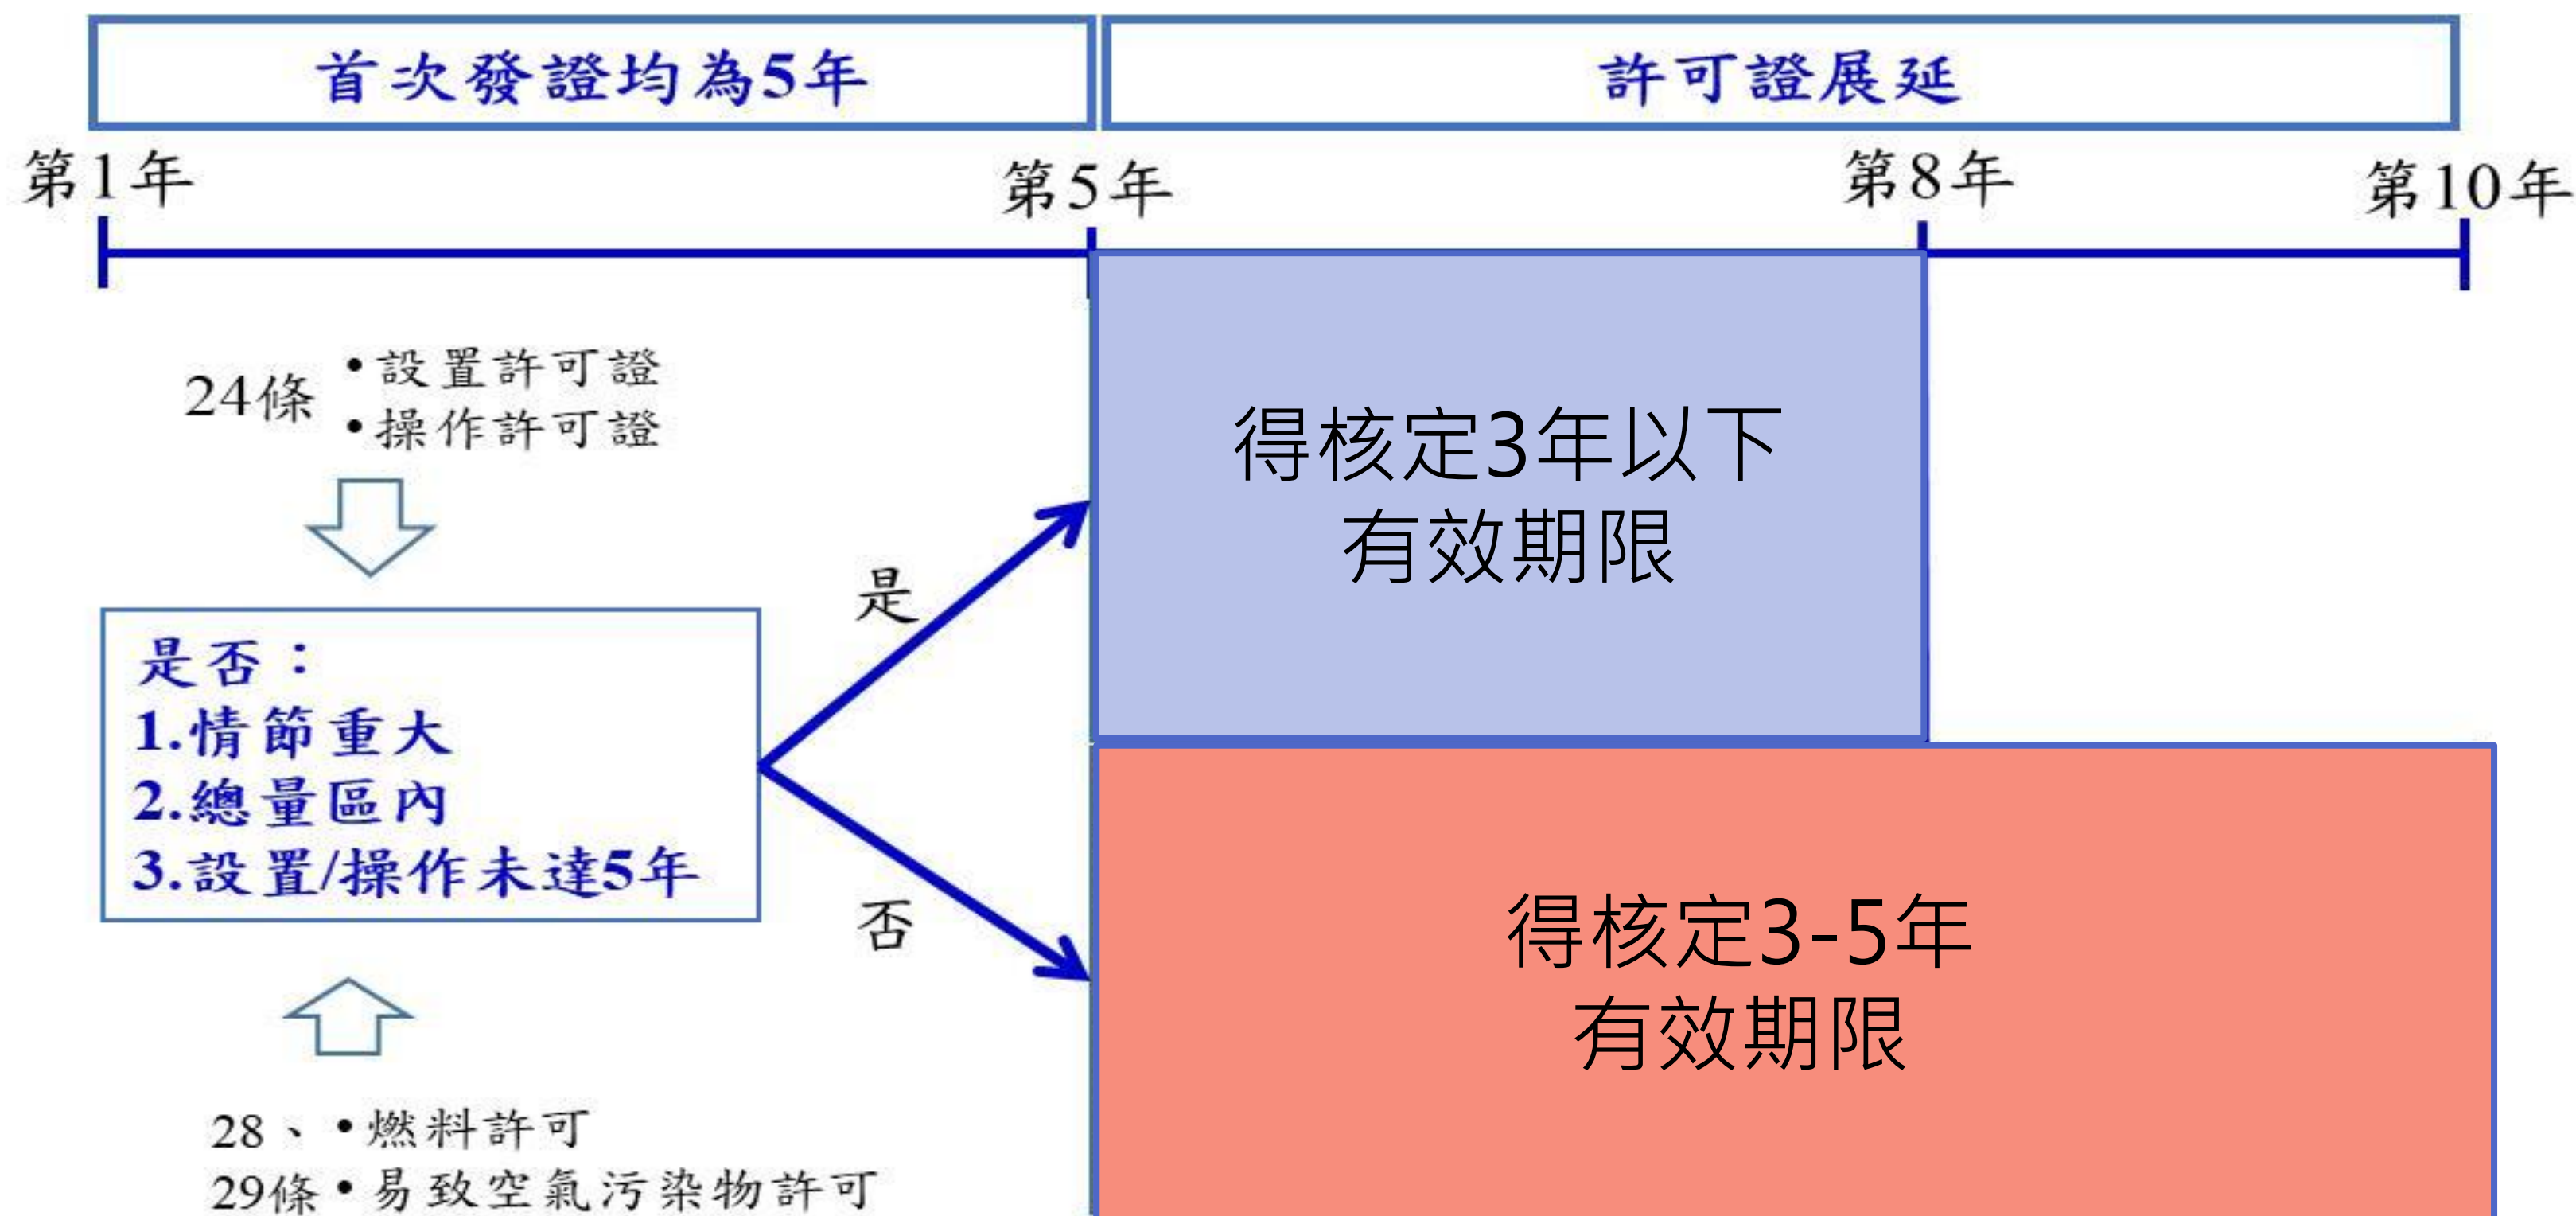 首次發證均為5年
許可證展延
第1年
第5年
第8年
第10年
24條
•設置許可證
•操作許可證
是否：
1.情節重大
2.總量區內
3.設置/操作未達5年
是
否
得核定3年以下
有效期限
得核定3-5年
有效期限
28、•燃料許可
29條•易致空氣污染物許可